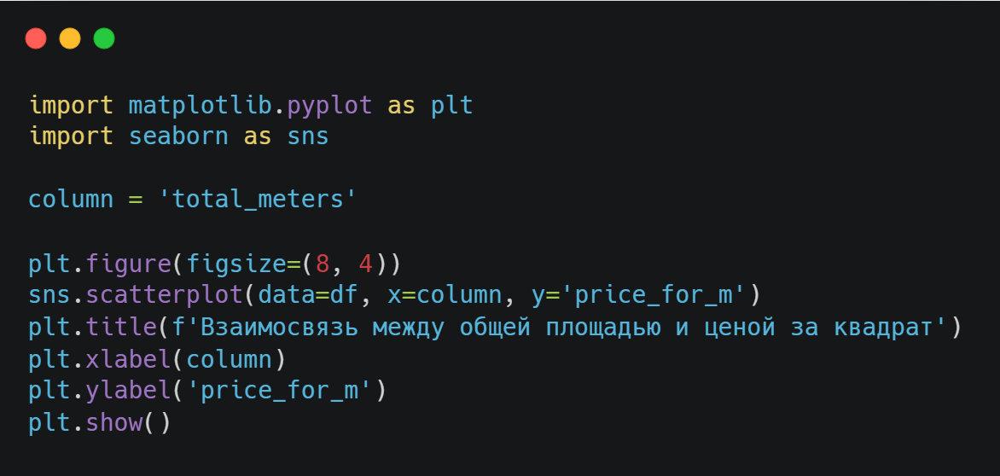 import matplotlib.pyplot as plt
import seaborn as sns
column = 'total_meters'
plt.figure(figsize=(8, 4))
sns.scatterplot(data=df, x=column, y='price_for_m')
plt.title(f'Взаимосвязь между общей площадью и ценой за квадрат')
plt.xlabel(column)
plt.ylabel('price_for_m')
plt.show()